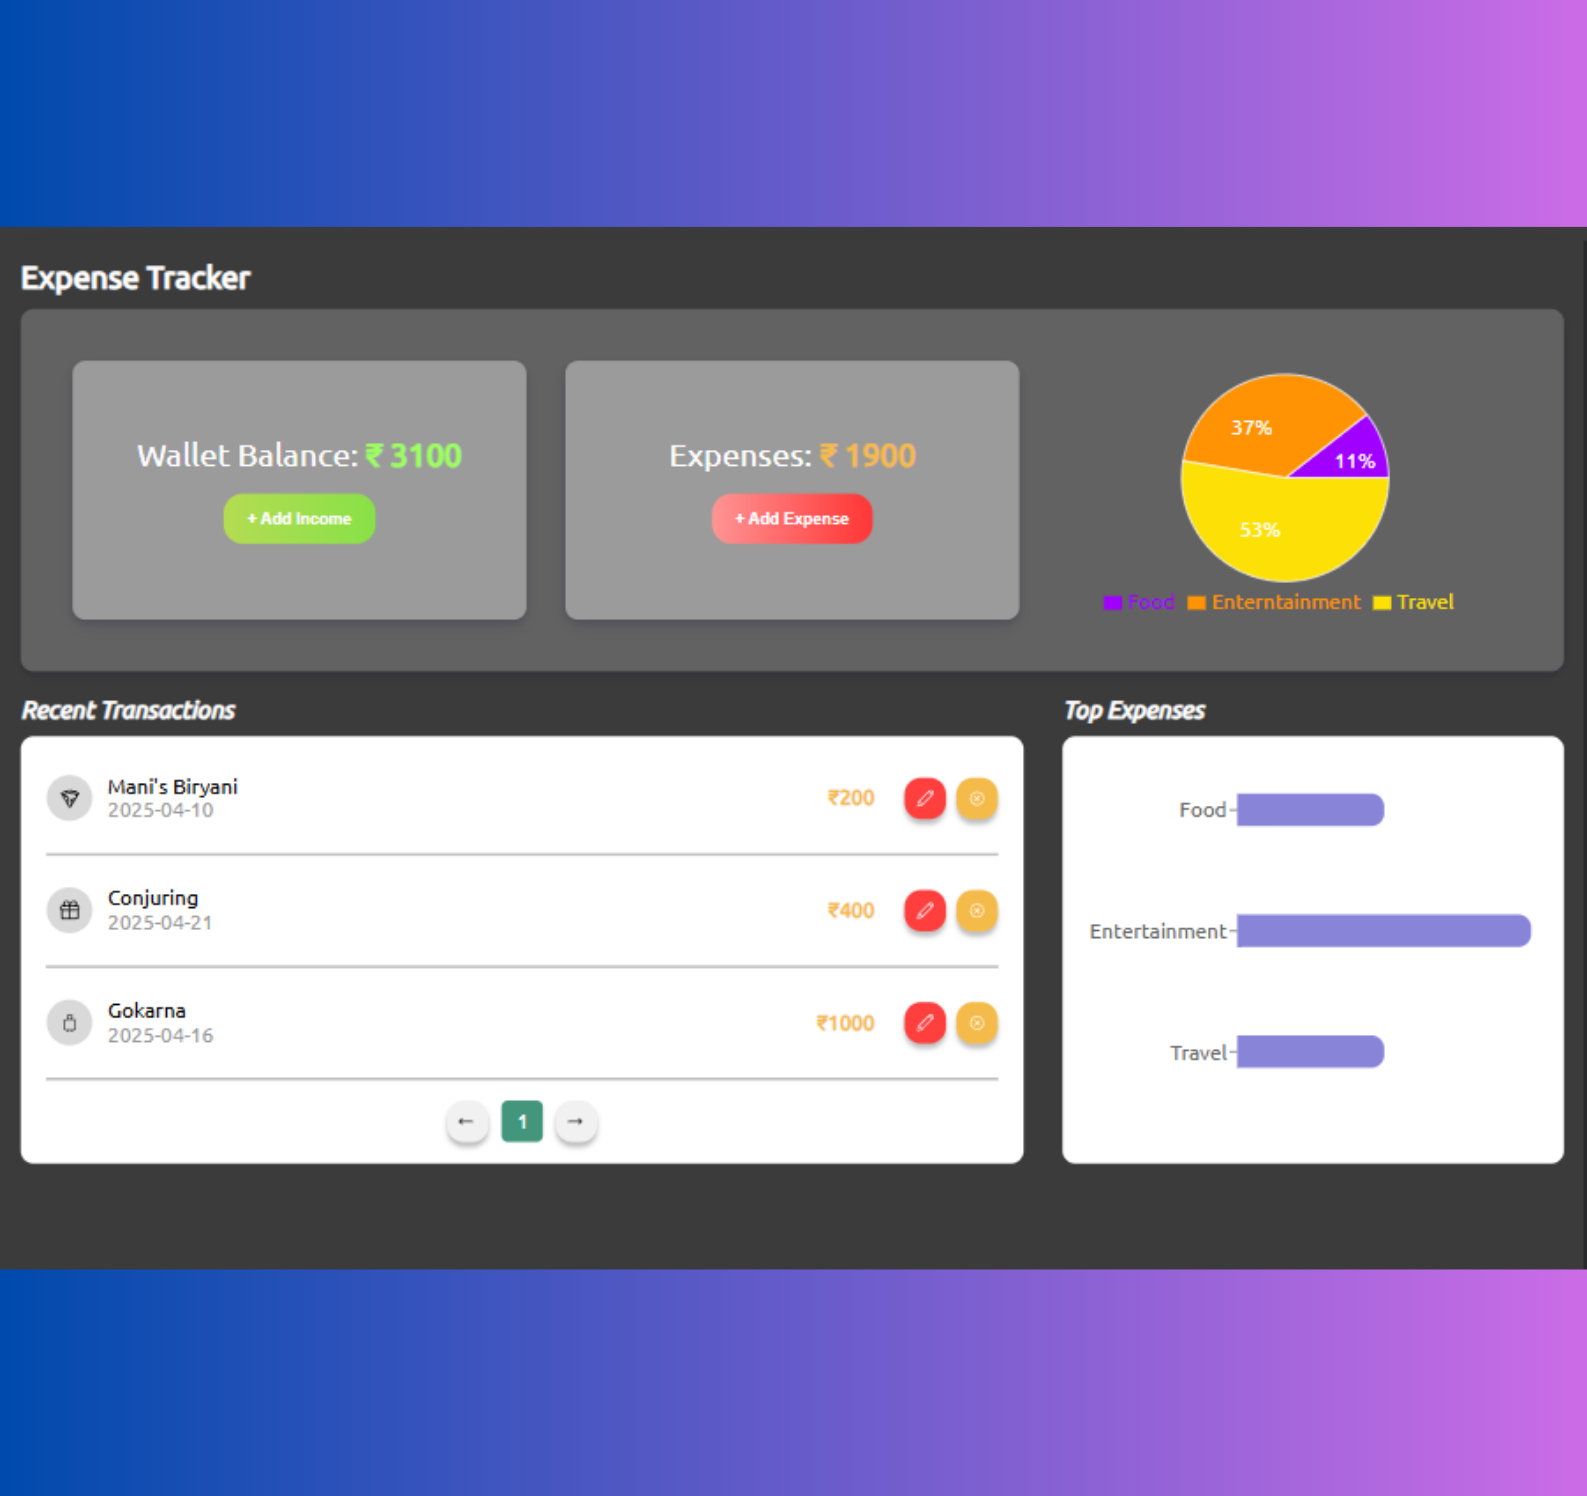 Expense Tracker
Wallet Balance: ₹ 3100
+ Add Income
Expenses: ₹ 1900
+ Add Expense
37%
11%
53%
Food Enterntainment Travel
Recent Transactions
Mani's Biryani
2025-04-10
₹200
Conjuring
2025-04-21
₹400
Gokarna
2025-04-16
₹1000
← 1 →
Top Expenses
Food
Entertainment
Travel